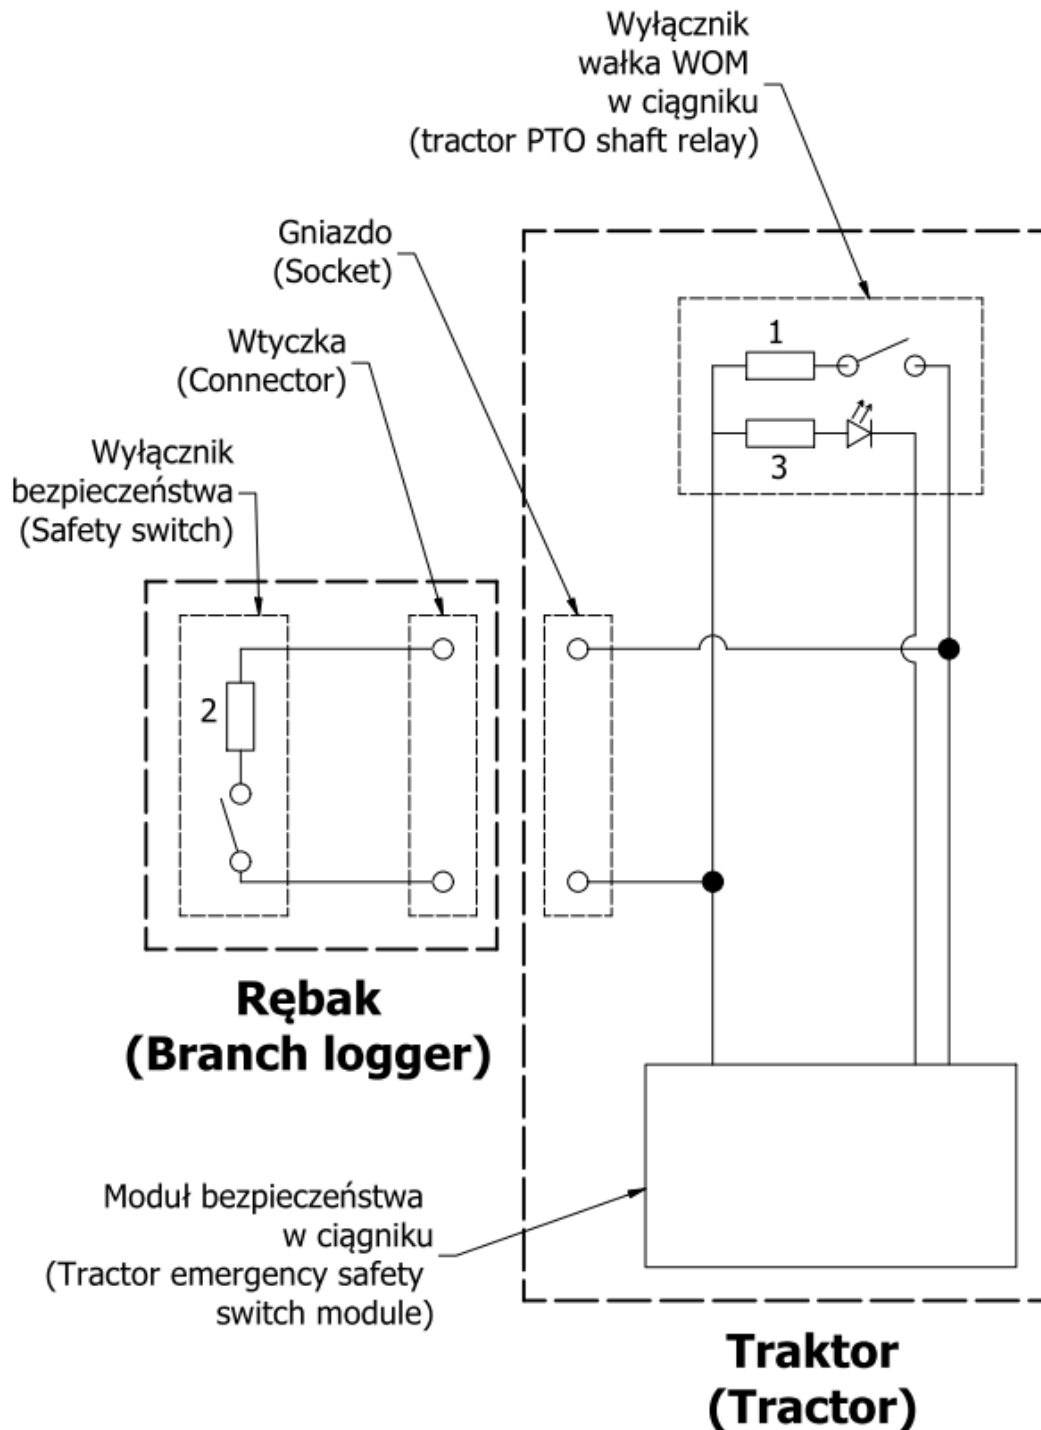 Wyłącznik
wałka WOM
w ciągniku
(tractor PTO shaft relay)
Gniazdo
(Socket)
Wtyczka
(Connector)
Wyłącznik
bezpieczeństwa
(Safety switch)
1
3
2
Rębak
(Branch logger)
Moduł bezpieczeństwa
w ciągniku
(Tractor emergency safety
switch module)
Traktor
(Tractor)